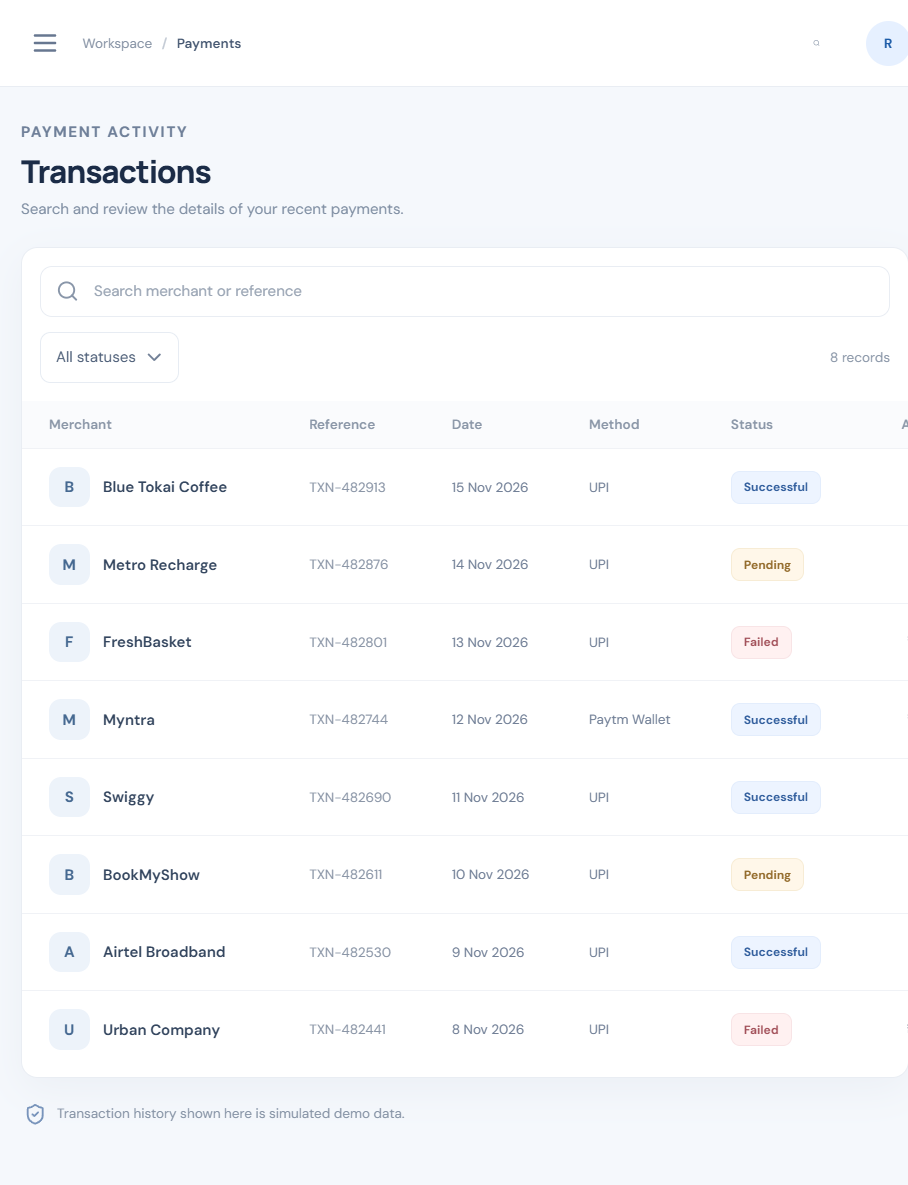 Workspace / Payments
R
PAYMENT ACTIVITY
Transactions
Search and review the details of your recent payments.
Search merchant or reference
All statuses
8 records
Merchant Reference Date Method Status
B Blue Tokai Coffee TXN-482913 15 Nov 2026 UPI Successful
M Metro Recharge TXN-482876 14 Nov 2026 UPI Pending
F FreshBasket TXN-482801 13 Nov 2026 UPI Failed
M Myntra TXN-482744 12 Nov 2026 Paytm Wallet Successful
S Swiggy TXN-482690 11 Nov 2026 UPI Successful
B BookMyShow TXN-482611 10 Nov 2026 UPI Pending
A Airtel Broadband TXN-482530 9 Nov 2026 UPI Successful
U Urban Company TXN-482441 8 Nov 2026 UPI Failed
Transaction history shown here is simulated demo data.